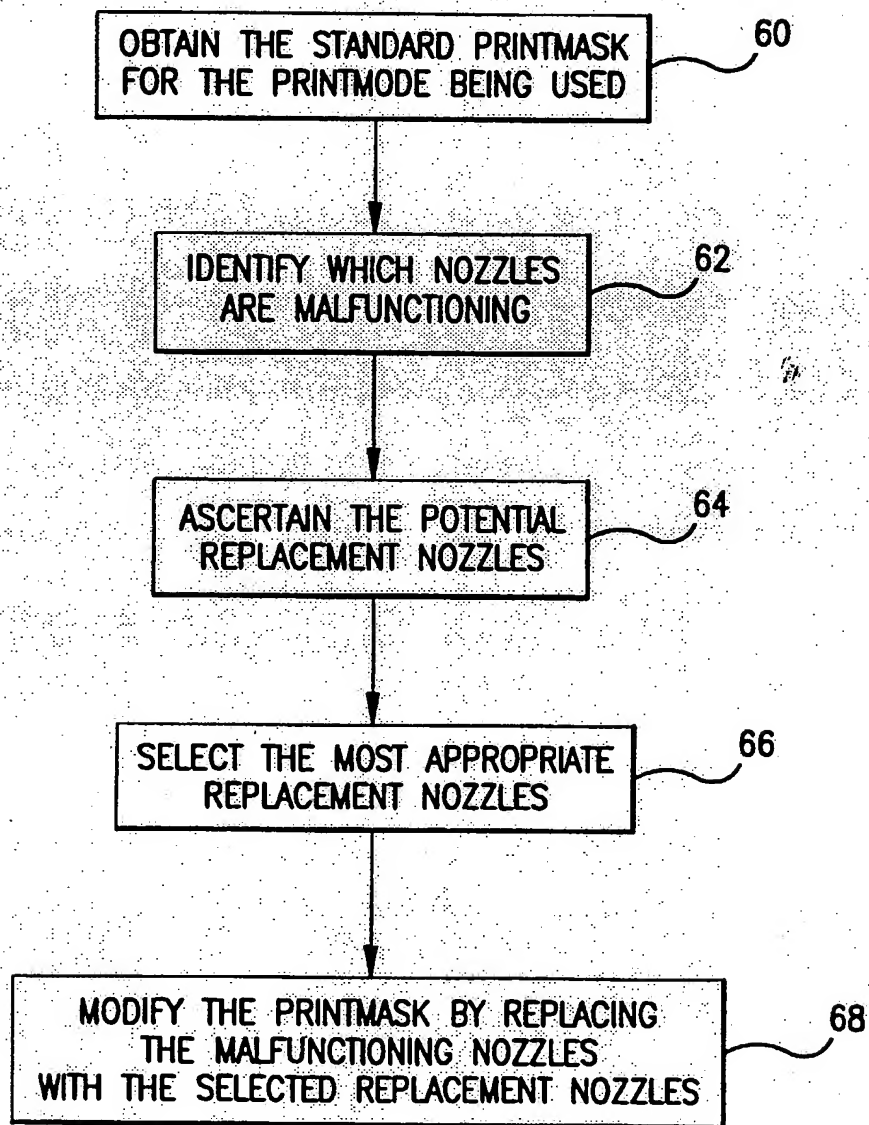 OBTAIN THE STANDARD PRINTMASK
FOR THE PRINTMODE BEING USED
60
IDENTIFY WHICH NOZZLES
ARE MALFUNCTIONING
62
ASCERTAIN THE POTENTIAL
REPLACEMENT NOZZLES
64
SELECT THE MOST APPROPRIATE
REPLACEMENT NOZZLES
66
MODIFY THE PRINTMASK BY REPLACING
THE MALFUNCTIONING NOZZLES
WITH THE SELECTED REPLACEMENT NOZZLES
68